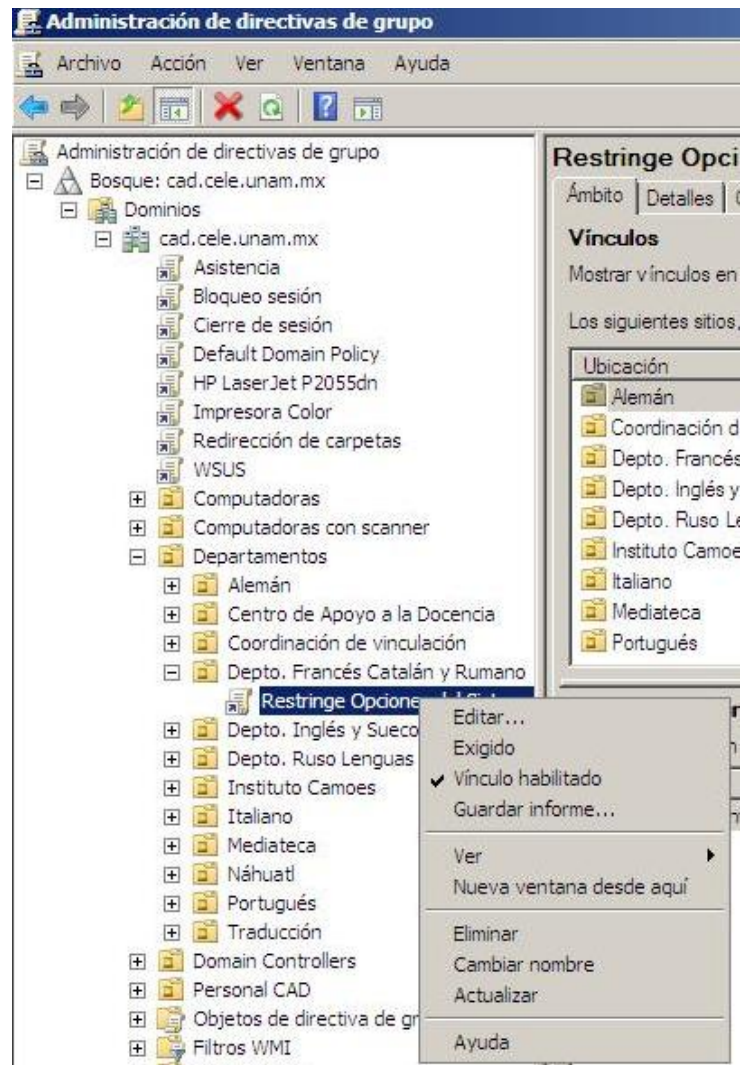 Administración de directivas de grupo
Archivo Acción Ver Ventana Ayuda
Administración de directivas de grupo
Bosque: cad.cele.unam.mx
Dominios
cad.cele.unam.mx
Asistencia
Bloqueo sesión
Cierre de sesión
Default Domain Policy
HP LaserJet P2055dn
Impresora Color
Redirección de carpetas
WSUS
Computadoras
Computadoras con scanner
Departamentos
Alemán
Centro de Apoyo a la Docencia
Coordinación de vinculación
Depto. Francés Catalán y Rumano
Restringe Opciones
Depto. Inglés y Sueco
Depto. Ruso Lenguas
Instituto Camoes
Italiano
Mediateca
Náhuatl
Portugués
Traducción
Domain Controllers
Personal CAD
Objetos de directiva de gr
Filtros WMI
Restringe Opci
Ámbito Detalles
Vínculos
Mostrar vínculos en
Los siguientes sitios,
Ubicación
Alemán
Coordinación d
Depto. Francés
Depto. Inglés y
Depto. Ruso Le
Instituto Camoe
Italiano
Mediateca
Portugués
Editar...
Exigido
Vínculo habilitado
Guardar informe...
Ver
Nueva ventana desde aquí
Eliminar
Cambiar nombre
Actualizar
Ayuda